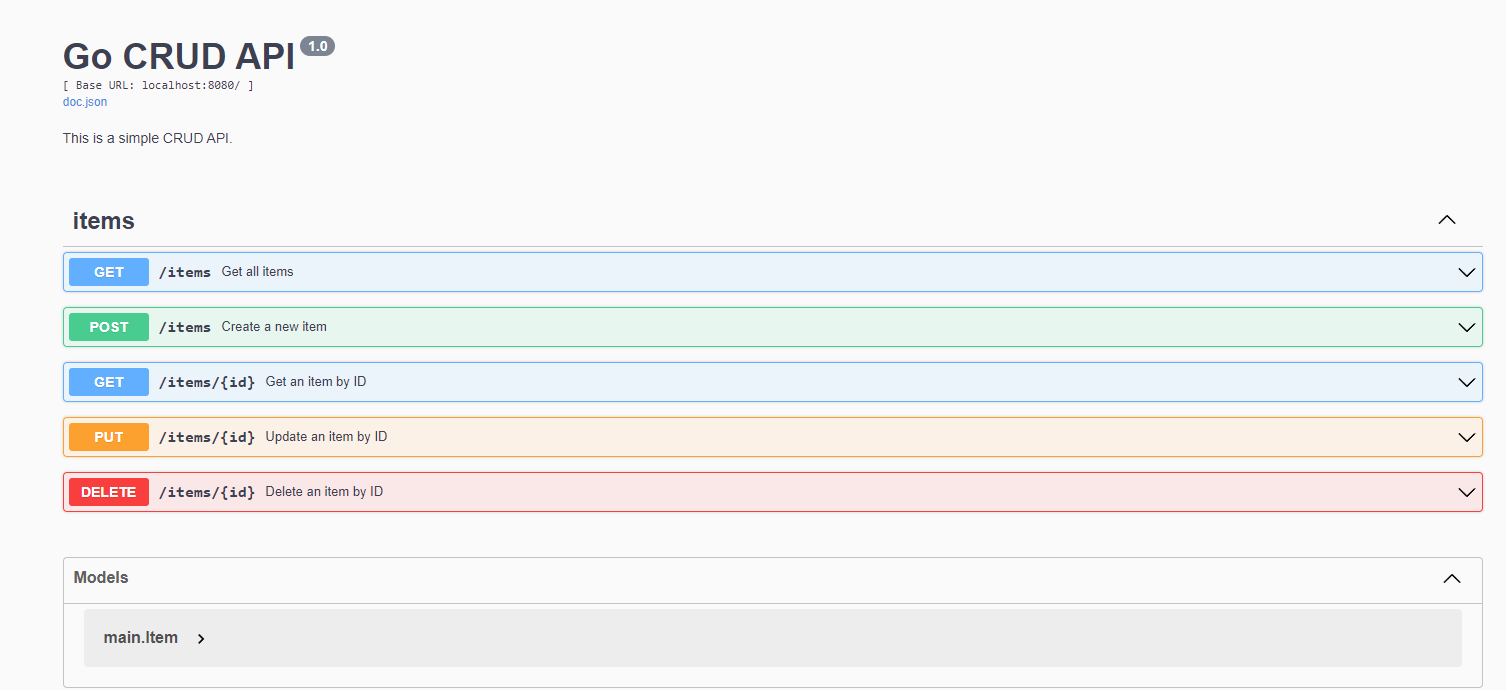 Go CRUD API 1.0
[ Base URL: localhost:8080/ ]
doc.json
This is a simple CRUD API.
items
GET /items Get all items
POST /items Create a new item
GET /items/{id} Get an item by ID
PUT /items/{id} Update an item by ID
DELETE /items/{id} Delete an item by ID
Models
main.Item